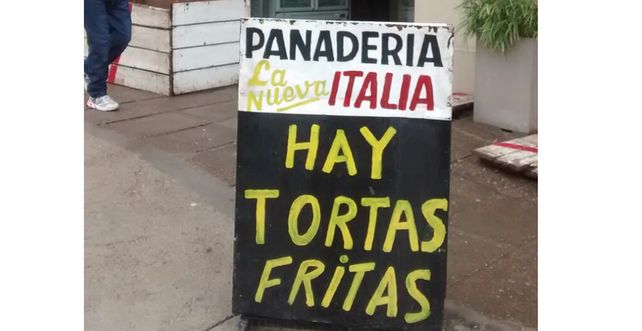 PANADERIA
La Nueva ITALIA
HAY
TORTAS
FRITAS